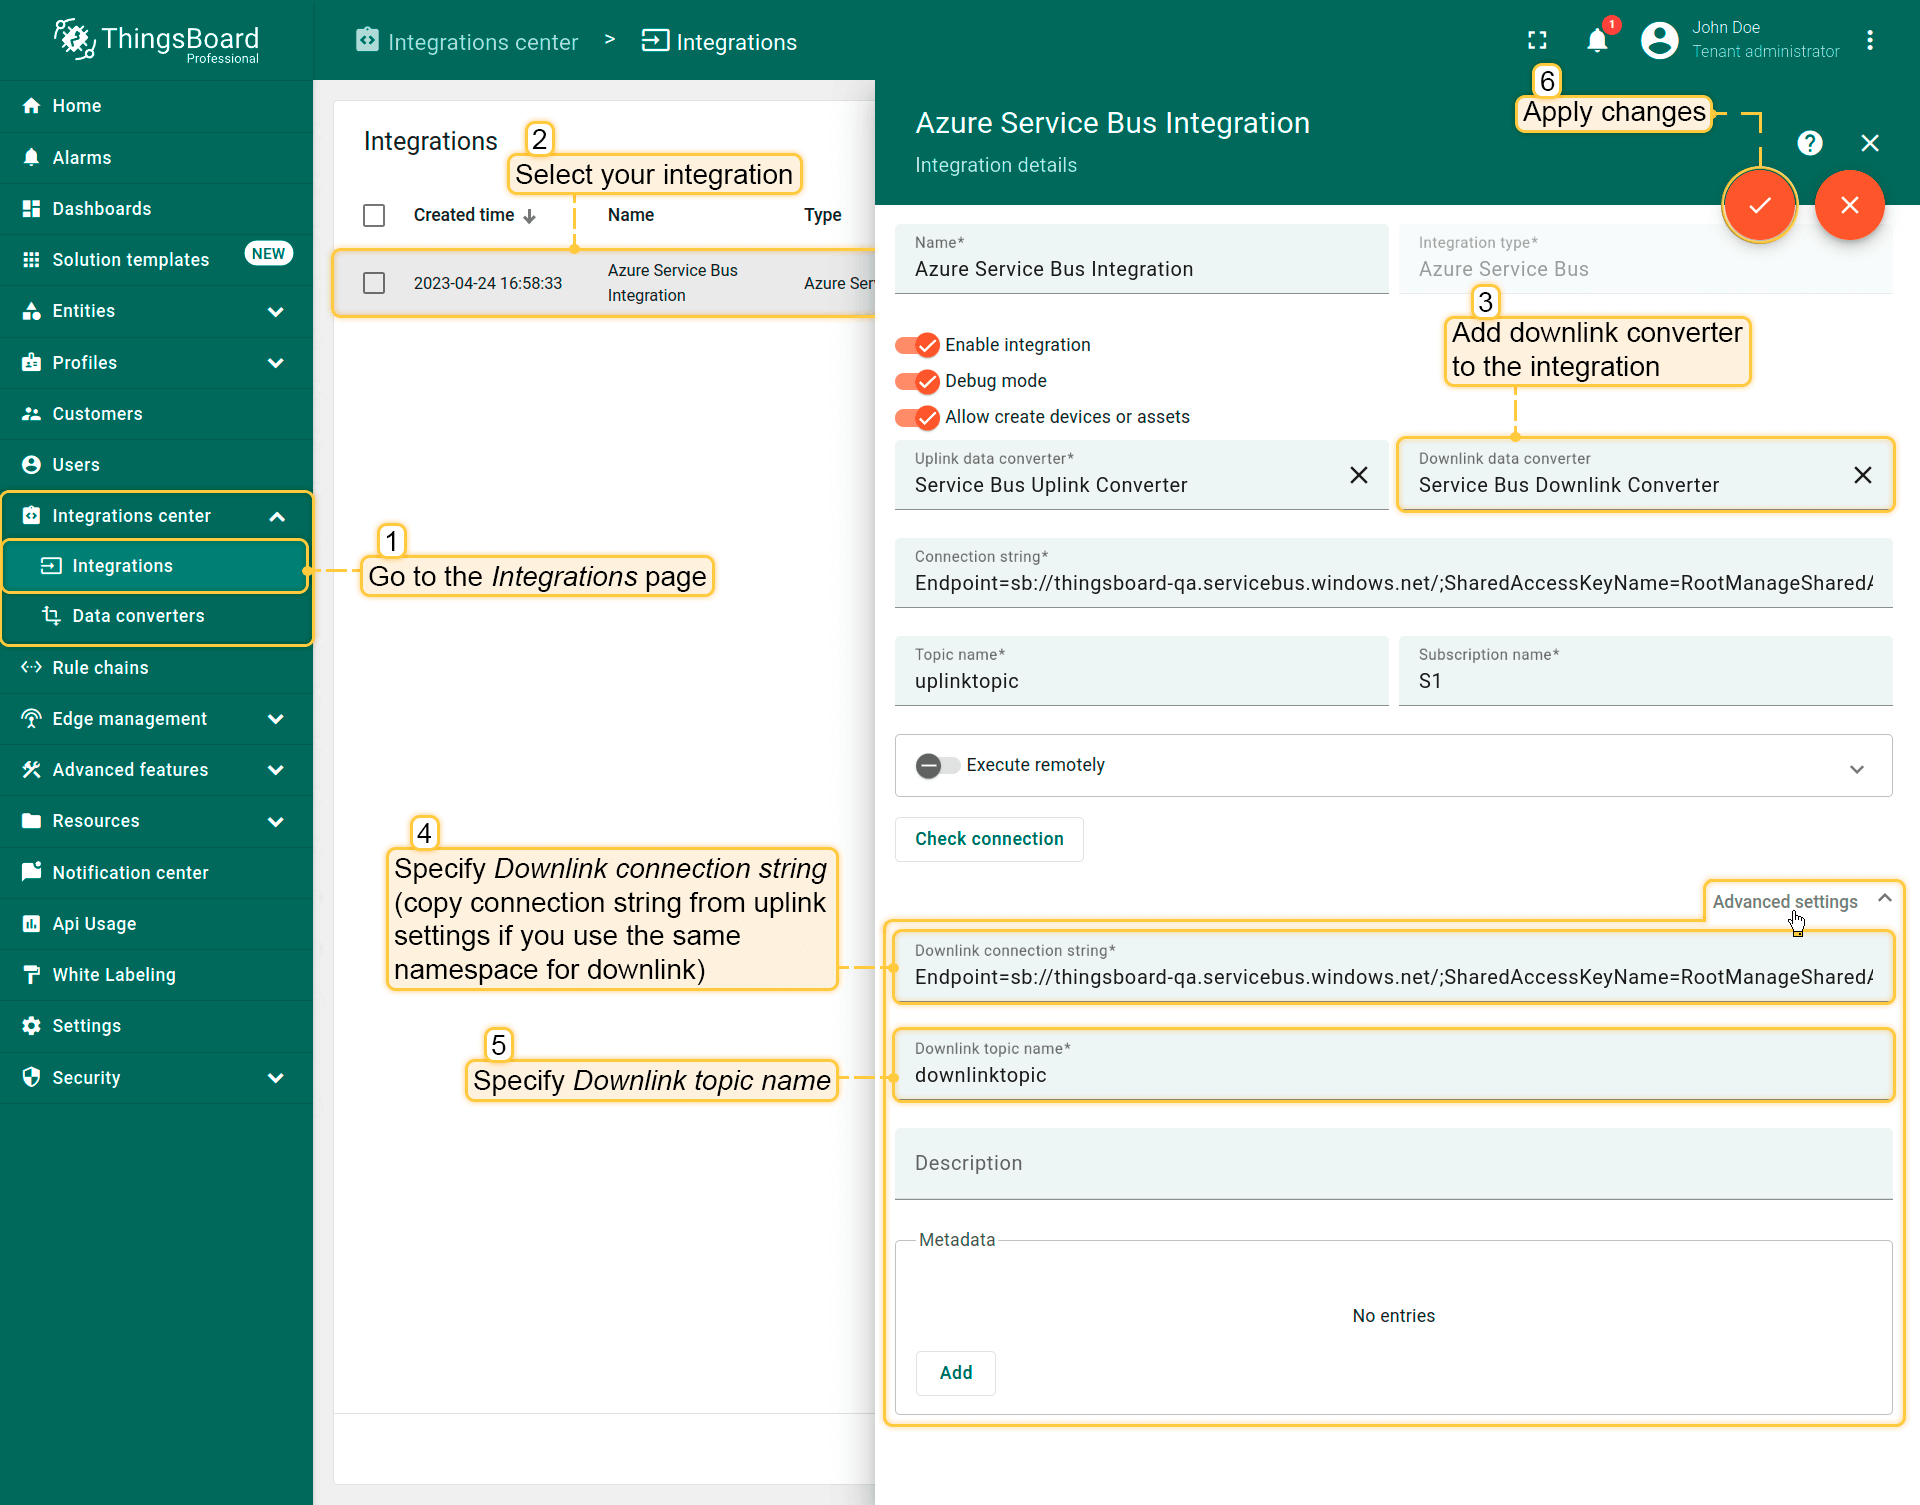 ThingsBoard
Professional
Integrations center > Integrations
1
John Doe
Tenant administrator
Home
Alarms
Dashboards
Solution templates NEW
Entities
Profiles
Customers
Users
Integrations center
Integrations
Data converters
Rule chains
Edge management
Advanced features
Resources
Notification center
Api Usage
White Labeling
Settings
Security
Integrations
2
Select your integration
Created time Name Type
2023-04-24 16:58:33
Azure Service Bus
Integration
Azure Ser
1
Go to the Integrations page
4
Specify Downlink connection string
(copy connection string from uplink
settings if you use the same
namespace for downlink)
5
Specify Downlink topic name
Azure Service Bus Integration
Integration details
6
Apply changes
Name*
Azure Service Bus Integration
Integration type*
Azure Service Bus
3
Add downlink converter
to the integration
Enable integration
Debug mode
Allow create devices or assets
Uplink data converter*
Service Bus Uplink Converter
Downlink data converter
Service Bus Downlink Converter
Connection string*
Endpoint=sb://thingsboard-qa.servicebus.windows.net/;SharedAccessKeyName=RootManageSharedA
Topic name*
uplinktopic
Subscription name*
S1
Execute remotely
Check connection
Advanced settings
Downlink connection string*
Endpoint=sb://thingsboard-qa.servicebus.windows.net/;SharedAccessKeyName=RootManageSharedA
Downlink topic name*
downlinktopic
Description
Metadata
No entries
Add